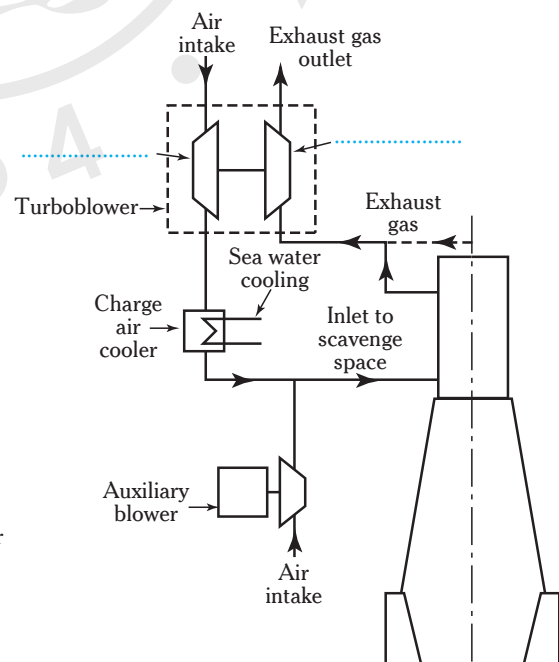 Air
intake
Exhaust gas
outlet
Turboblower
Exhaust
gas
Sea water
cooling
Charge
air
cooler
Inlet to
scavenge
space
Auxiliary
blower
Air
intake
4
r